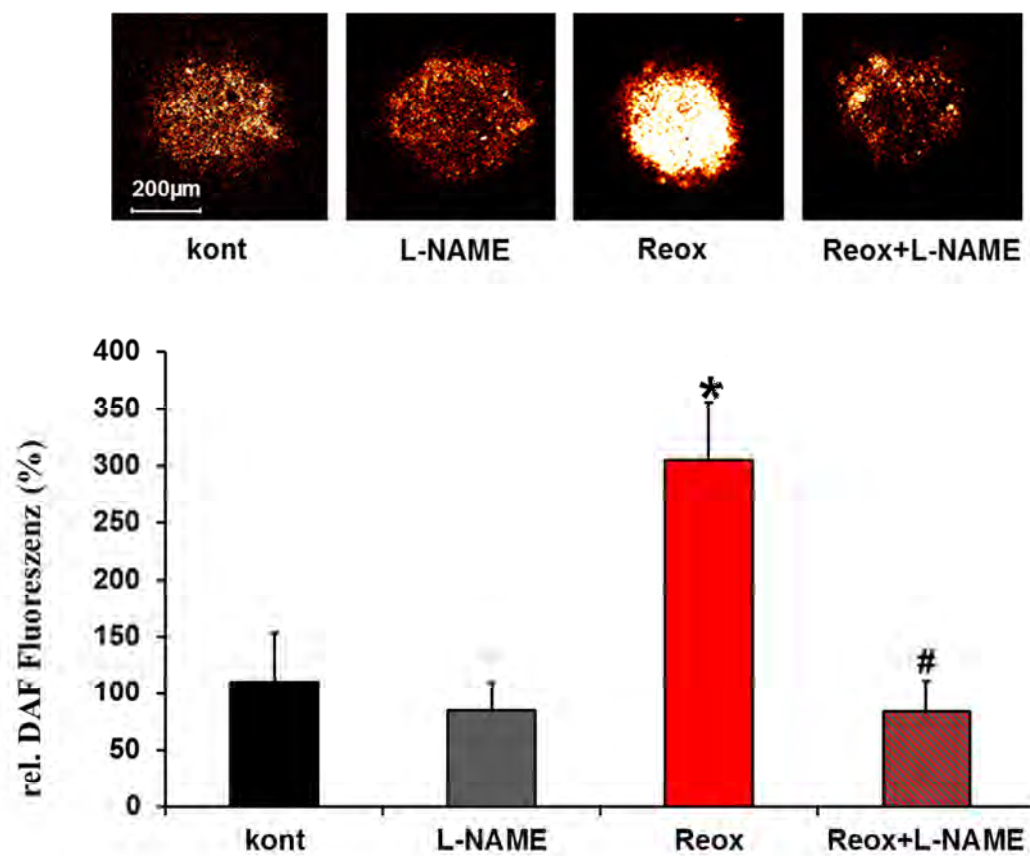 200µm
kont L-NAME Reox Reox+L-NAME
rel. DAF Fluoreszenz (%)
400
350
300
250
200
150
100
50
0
*
#
kont L-NAME Reox Reox+L-NAME